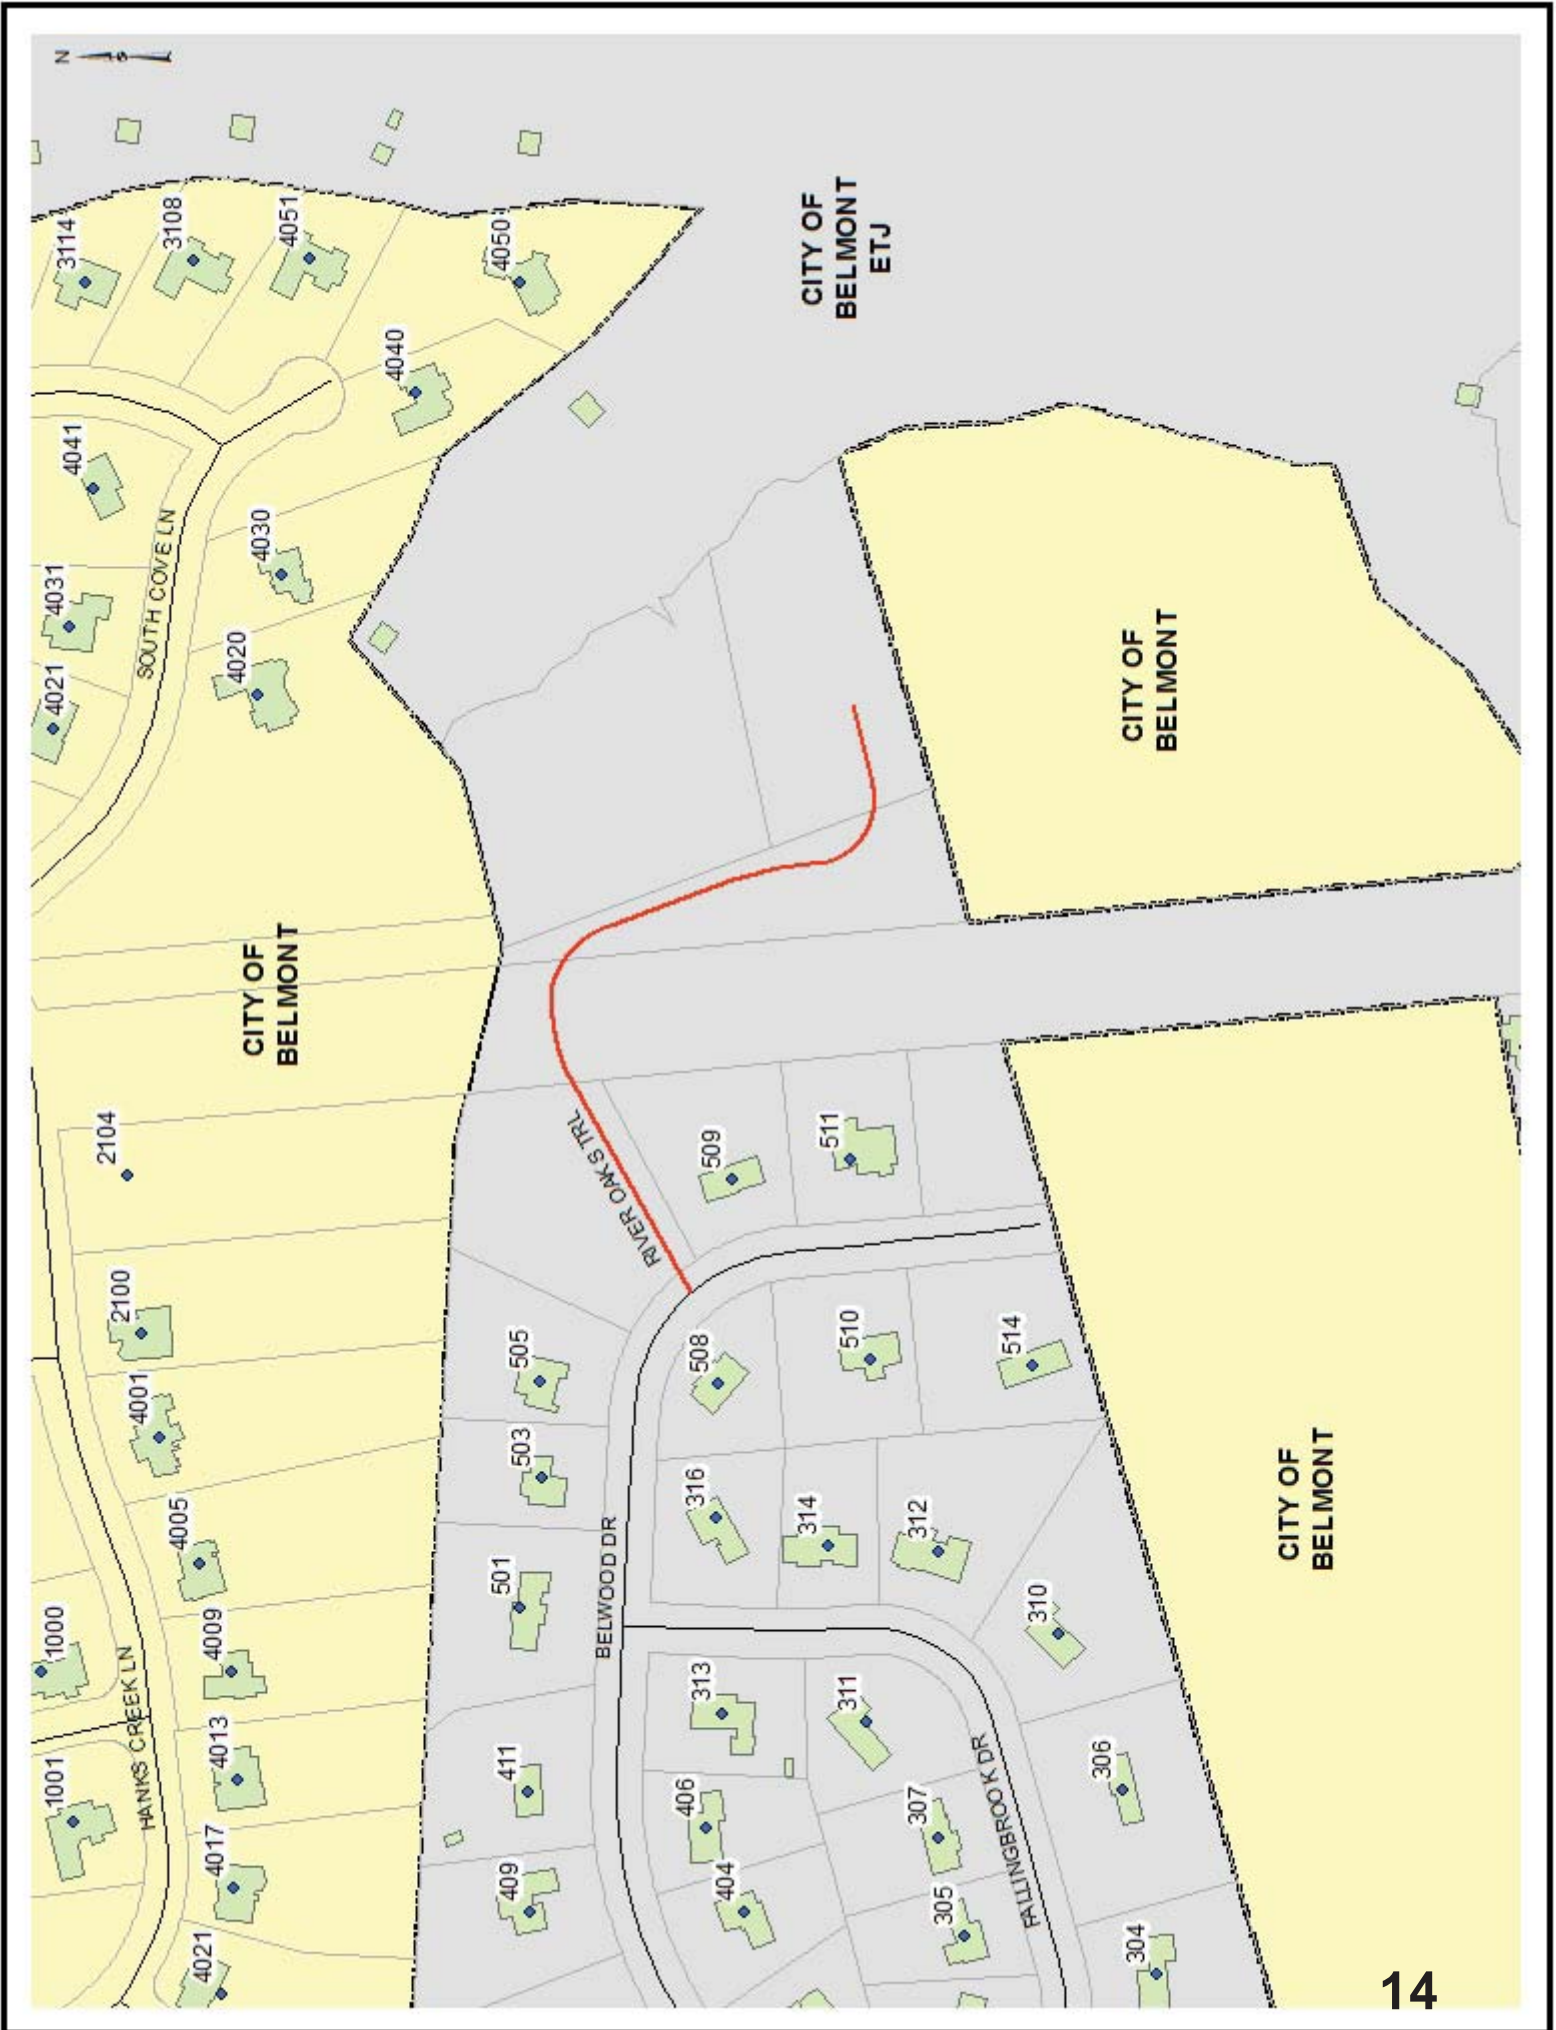 1001
1000
4021
4031
4041
3114
N
2104
2100
4001
HANKS CREEK LN
SOUTH COVE LN
3108
4005
4021
4017
4013
4009
4020
4030
CITY OF
BELMONT
4051
4040
4050
409
411
501
503
505
BELWOOD DR
RIVER OAKS TRL
406
404
313
316
508
509
CITY OF
BELMONT
ETJ
314
511
311
510
307
312
305
FALLINGBROOK DR
514
310
306
304
CITY OF
BELMONT
CITY OF
BELMONT
14